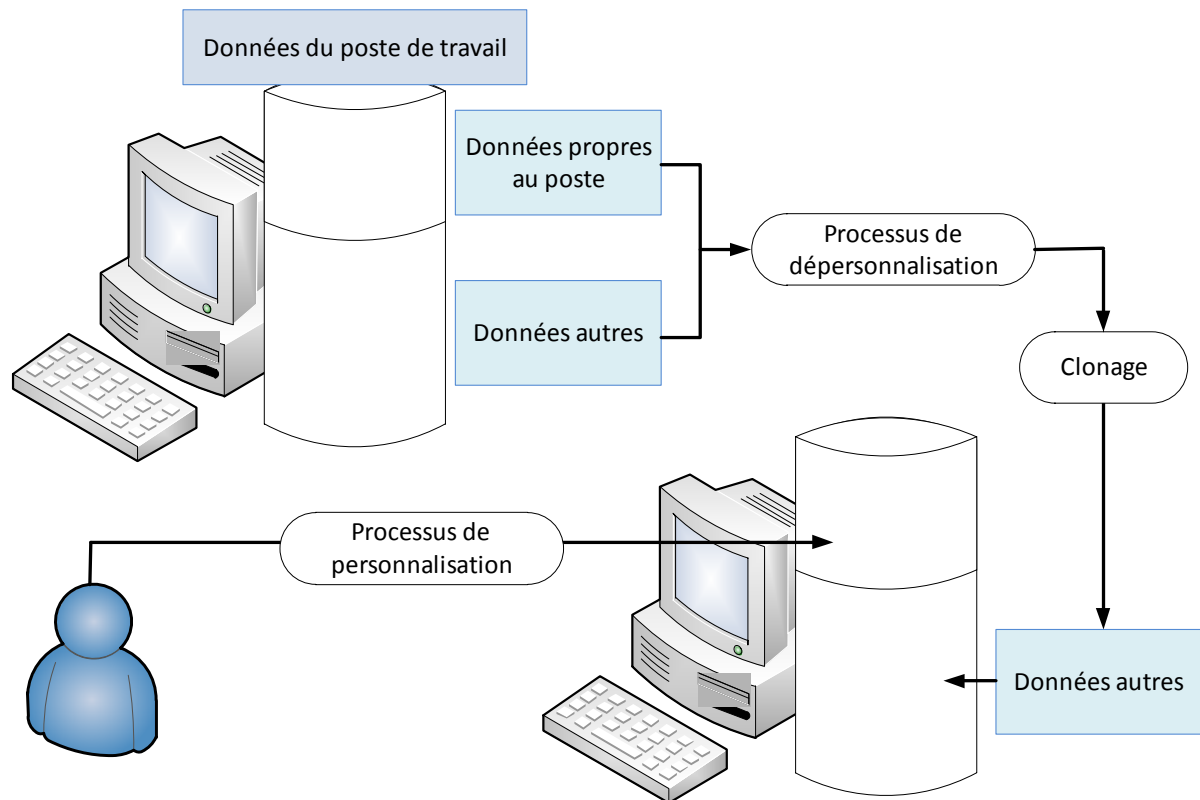 Données du poste de travail
Données propres
au poste
Processus de
dépersonnalisation
Données autres
Clonage
Processus de
personnalisation
Données autres